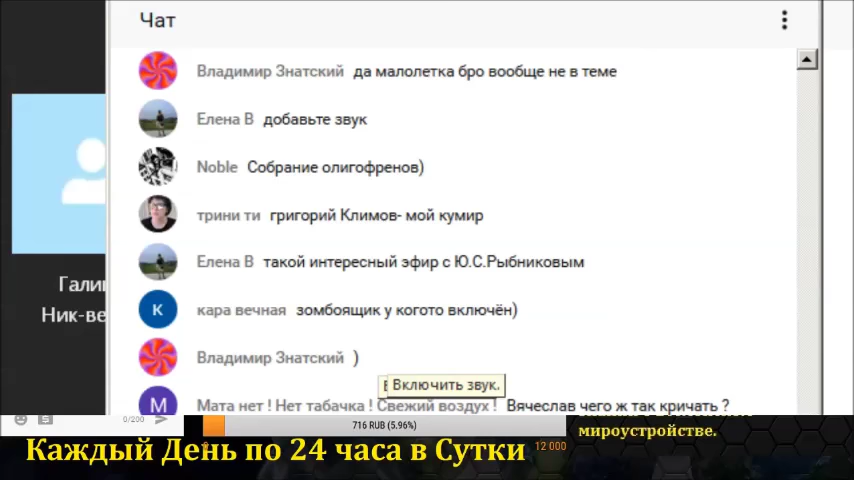 Чат
Владимир Знатский да малолетка бро вообще не в теме
Елена В добавьте звук
Noble Собрание олигофренов)
трини ти григорий Климов- мой кумир
Елена В такой интересный эфир с Ю.С.Рыбниковым
К кара вечная зомбоящик у когото включён)
Владимир Знатский )
Включить звук.
М Мата нет ! Нет табачка ! Свежий воздух ! Вячеслав чего ж так кричать ?
0/200
716 RUB (5.96%)
0
12 000
мироустройстве.
Каждый День по 24 часа в Сутки